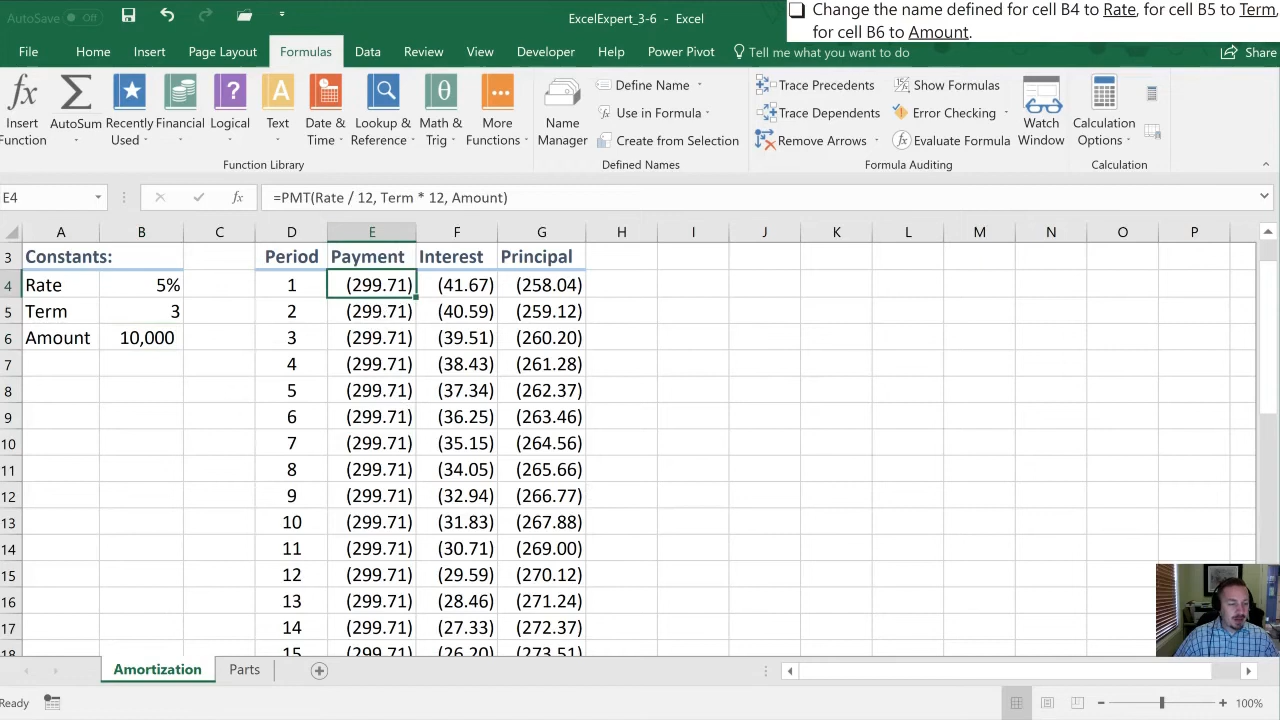 AutoSave Off
ExcelExpert_3-6 - Excel
Change the name defined for cell B4 to Rate, for cell B5 to Term,
for cell B6 to Amount.
File Home Insert Page Layout Formulas Data Review View Developer Help Power Pivot Tell me what you want to do Share
fx Insert Function
AutoSum
Recently Used
Financial
Logical
Text
Date & Time
Lookup & Reference
Math & Trig
More Functions
Function Library
Name Manager
Define Name
Use in Formula
Create from Selection
Defined Names
Trace Precedents
Trace Dependents
Remove Arrows
Show Formulas
Error Checking
Evaluate Formula
Watch Window
Formula Auditing
Calculation Options
Calculation
E4 fx =PMT(Rate / 12, Term * 12, Amount)
A B C D E F G H I J K L M N O P
3 Constants: Period Payment Interest Principal
4 Rate 5% 1 (299.71) (41.67) (258.04)
5 Term 3 2 (299.71) (40.59) (259.12)
6 Amount 10,000 3 (299.71) (39.51) (260.20)
7 4 (299.71) (38.43) (261.28)
8 5 (299.71) (37.34) (262.37)
9 6 (299.71) (36.25) (263.46)
10 7 (299.71) (35.15) (264.56)
11 8 (299.71) (34.05) (265.66)
12 9 (299.71) (32.94) (266.77)
13 10 (299.71) (31.83) (267.88)
14 11 (299.71) (30.71) (269.00)
15 12 (299.71) (29.59) (270.12)
16 13 (299.71) (28.46) (271.24)
17 14 (299.71) (27.33) (272.37)
18 15 (299.71) (26.20) (273.51)
Amortization Parts
Ready 100%